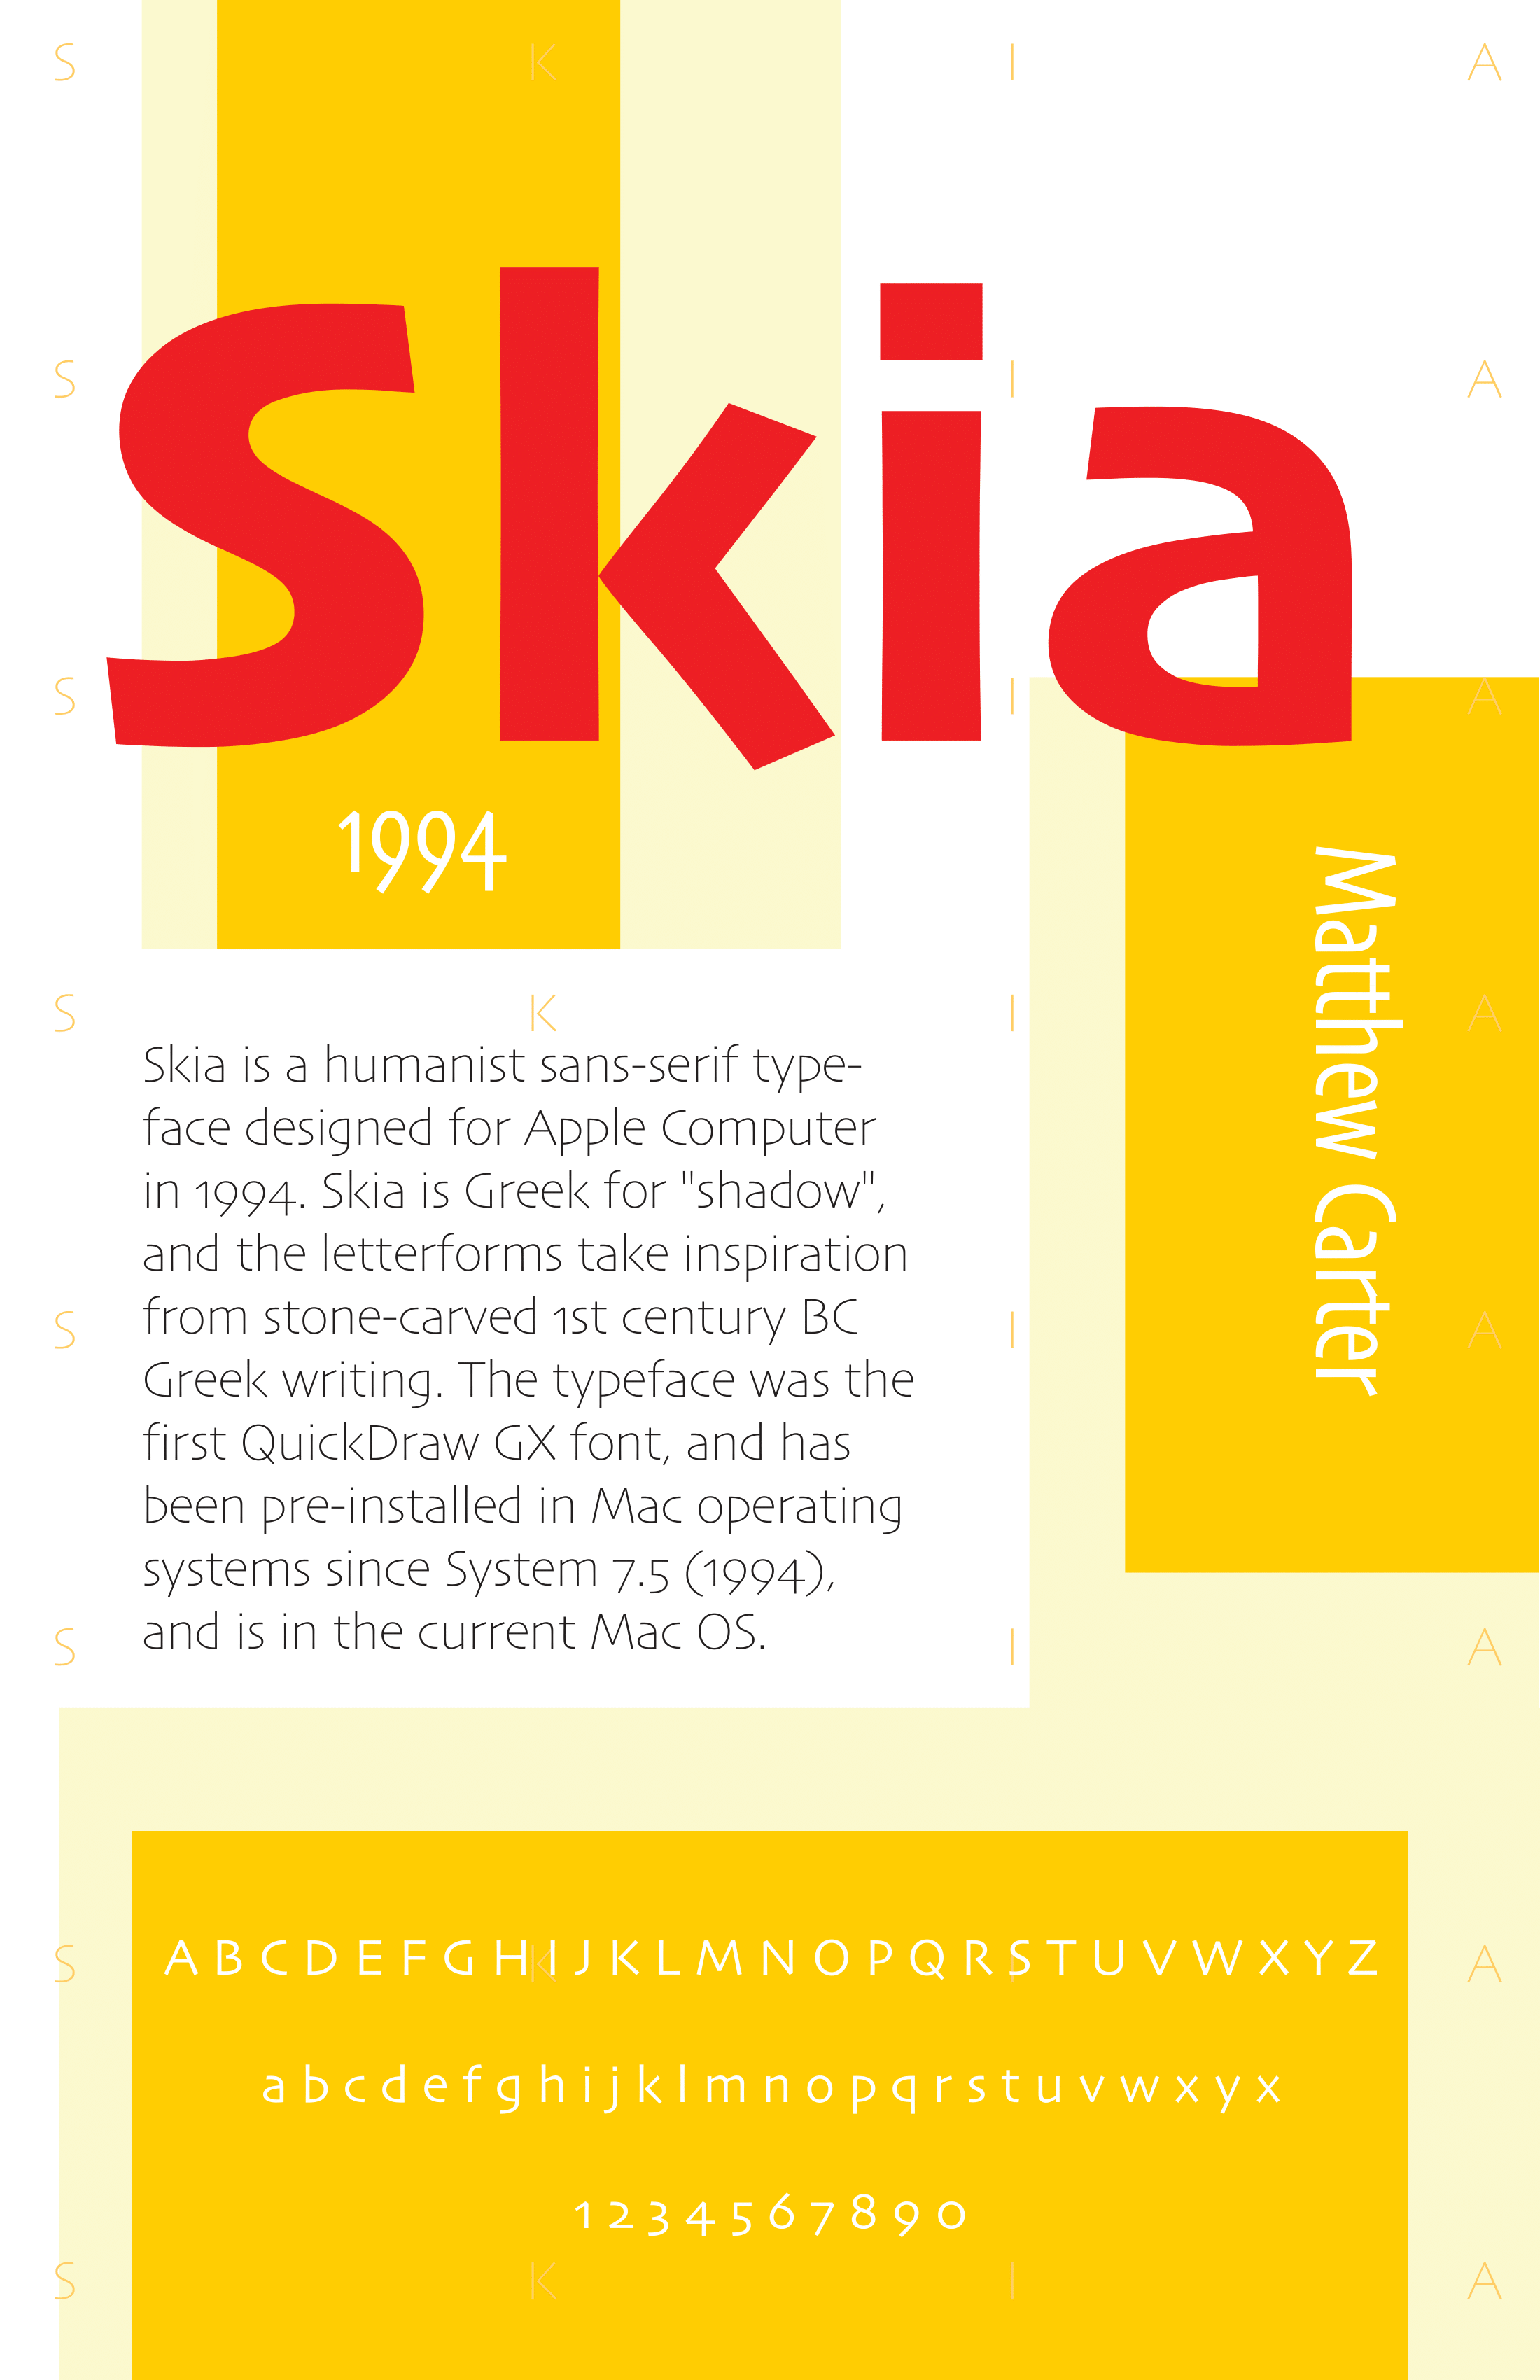 S K I A
Skia
S I A
S I A
1994
Matthew Carter
S K I A
Skia is a humanist sans-serif type-
face designed for Apple Computer
in 1994. Skia is Greek for "shadow",
and the letterforms take inspiration
from stone-carved 1st century BC
Greek writing. The typeface was the
first QuickDraw GX font, and has
been pre-installed in Mac operating
systems since System 7.5 (1994),
and is in the current Mac OS.
S I A
S I A
A B C D E F G H I J K L M N O P Q R S T U V W X Y Z
S K I A
a b c d e f g h i j k l m n o p q r s t u v w x y x
1 2 3 4 5 6 7 8 9 0
S K I A